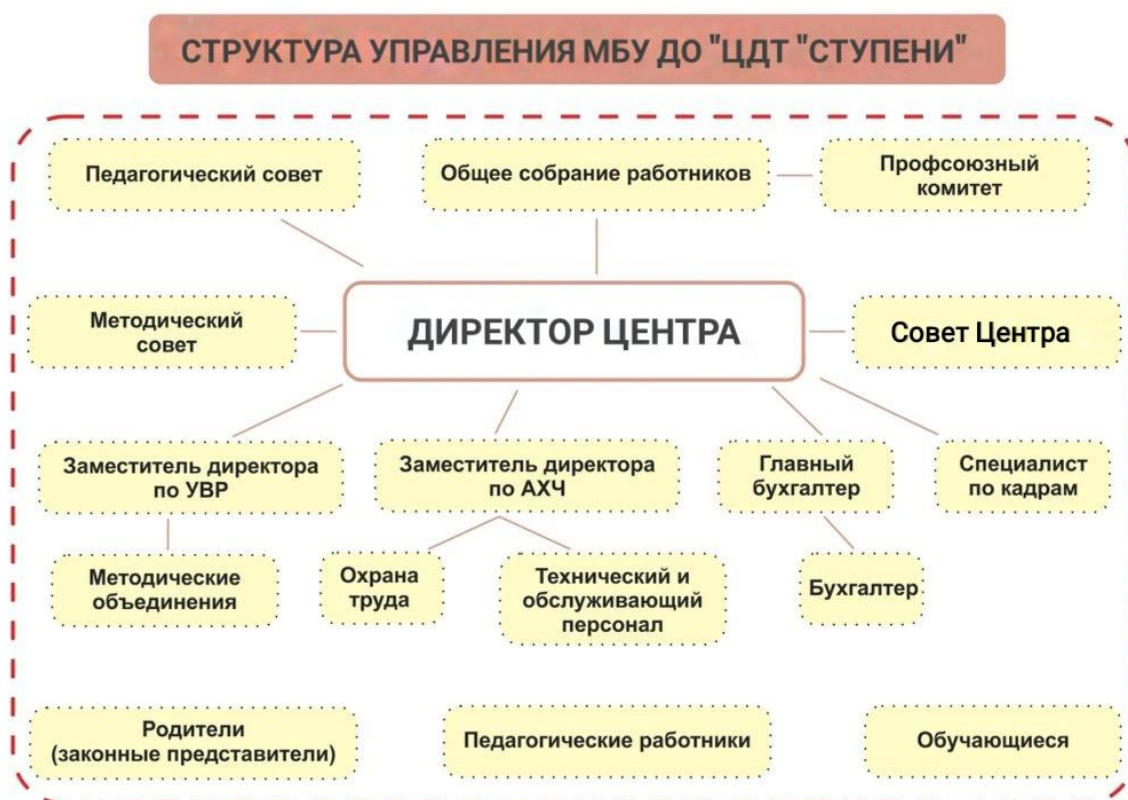 СТРУКТУРА УПРАВЛЕНИЯ МБУ ДО "ЦДТ "СТУПЕНИ"
Педагогический совет
Общее собрание работников
Профсоюзный
комитет
Методический
совет
ДИРЕКТОР ЦЕНТРА
Совет Центра
Заместитель директора
по УВР
Заместитель директора
по АХЧ
Главный
бухгалтер
Специалист
по кадрам
Методические
объединения
Охрана
труда
Технический и
обслуживающий
персонал
Бухгалтер
Родители
(законные представители)
Педагогические работники
Обучающиеся